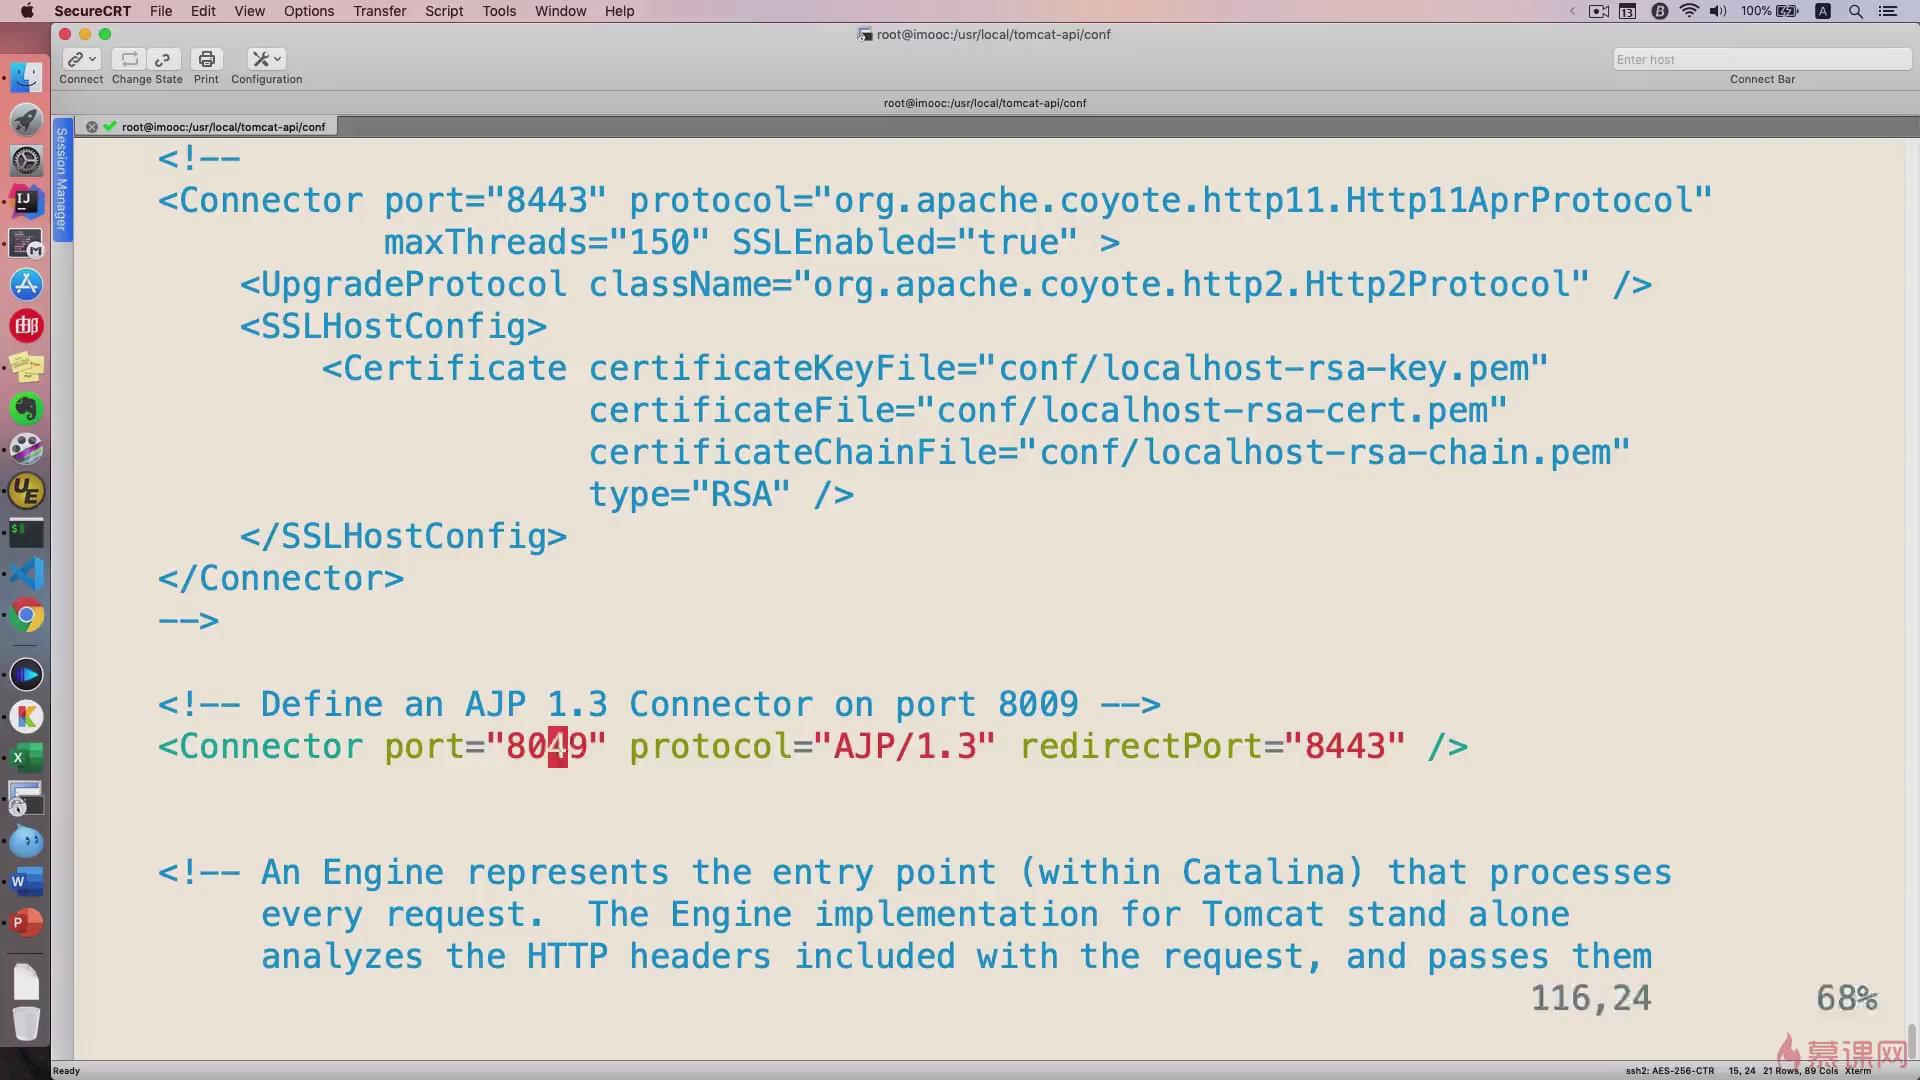 SecureCRT File Edit View Options Transfer Script Tools Window Help
13 100% A
root@imooc:/usr/local/tomcat-api/conf
Enter host
Connect Change State Print Configuration
Connect Bar
root@imooc:/usr/local/tomcat-api/conf
root@imooc:/usr/local/tomcat-api/conf
Session Manager
<!--
<Connector port="8443" protocol="org.apache.coyote.http11.Http11AprProtocol"
maxThreads="150" SSLEnabled="true" >
<UpgradeProtocol className="org.apache.coyote.http2.Http2Protocol" />
<SSLHostConfig>
<Certificate certificateKeyFile="conf/localhost-rsa-key.pem"
certificateFile="conf/localhost-rsa-cert.pem"
certificateChainFile="conf/localhost-rsa-chain.pem"
type="RSA" />
</SSLHostConfig>
</Connector>
-->
<!-- Define an AJP 1.3 Connector on port 8009 -->
<Connector port="8049" protocol="AJP/1.3" redirectPort="8443" />
<!-- An Engine represents the entry point (within Catalina) that processes
every request.  The Engine implementation for Tomcat stand alone
analyzes the HTTP headers included with the request, and passes them
116,24 68%
慕课网
Ready
ssh2: AES-256-CTR 15, 24 21 Rows, 89 Cols Xterm